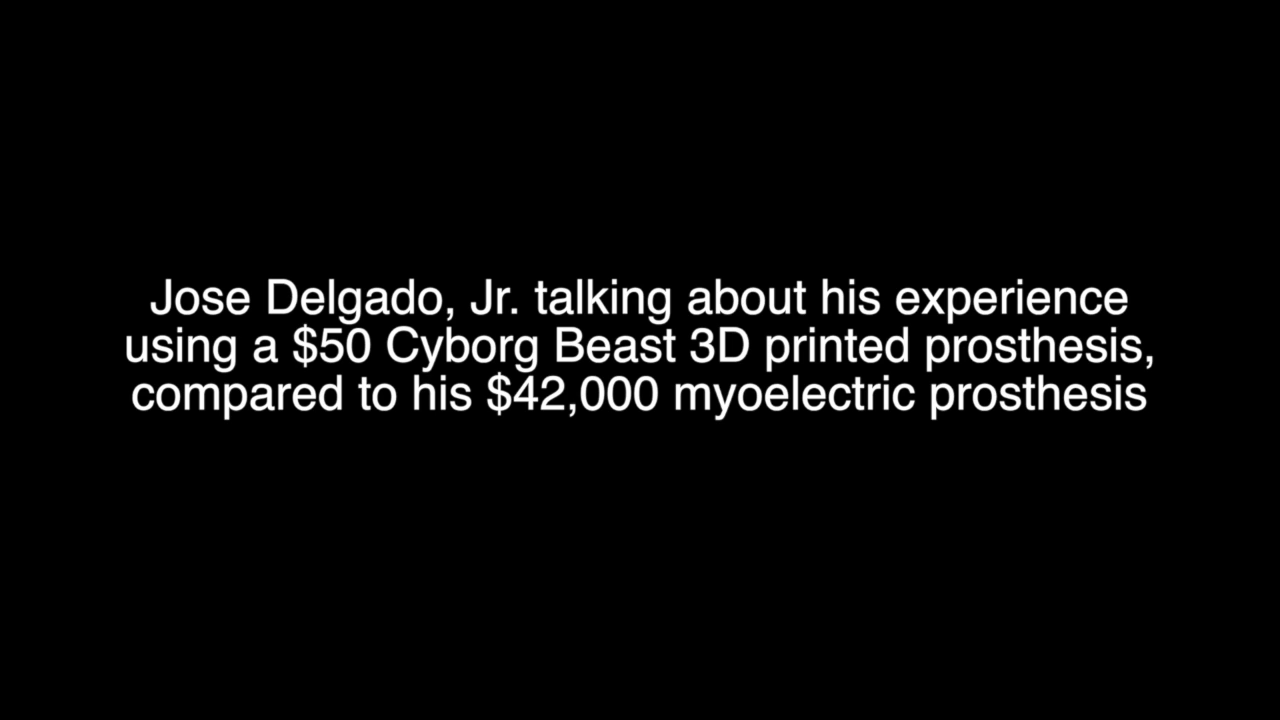 Jose Delgado, Jr. talking about his experience
using a $50 Cyborg Beast 3D printed prosthesis,
compared to his $42,000 myoelectric prosthesis